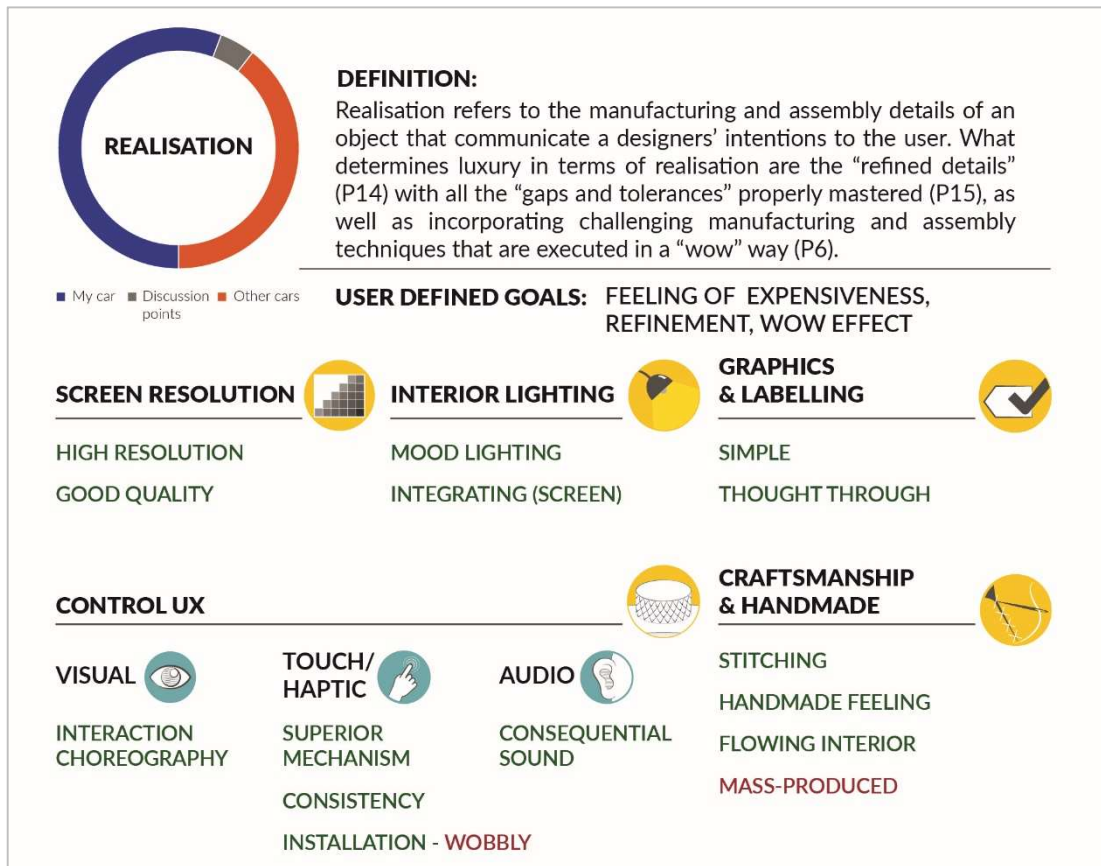 REALISATION
My car
Discussion
points
Other cars
DEFINITION:
Realisation refers to the manufacturing and assembly details of an
object that communicate a designers’ intentions to the user. What
determines luxury in terms of realisation are the “refined details”
(P14) with all the “gaps and tolerances” properly mastered (P15), as
well as incorporating challenging manufacturing and assembly
techniques that are executed in a “wow” way (P6).
USER DEFINED GOALS: FEELING OF EXPENSIVENESS,
REFINEMENT, WOW EFFECT
SCREEN RESOLUTION
HIGH RESOLUTION
GOOD QUALITY
INTERIOR LIGHTING
MOOD LIGHTING
INTEGRATING (SCREEN)
GRAPHICS
& LABELLING
SIMPLE
THOUGHT THROUGH
CONTROL UX
VISUAL
INTERACTION
CHOREOGRAPHY
TOUCH/
HAPTIC
SUPERIOR
MECHANISM
CONSISTENCY
INSTALLATION - WOBBLY
AUDIO
CONSEQUENTIAL
SOUND
CRAFTSMANSHIP
& HANDMADE
STITCHING
HANDMADE FEELING
FLOWING INTERIOR
MASS-PRODUCED